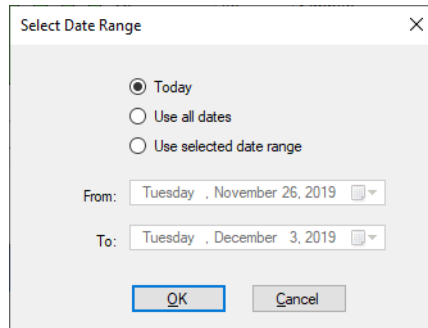 Select Date Range
Today
Use all dates
Use selected date range
From: Tuesday , November 26, 2019
To: Tuesday , December 3, 2019
OK Cancel